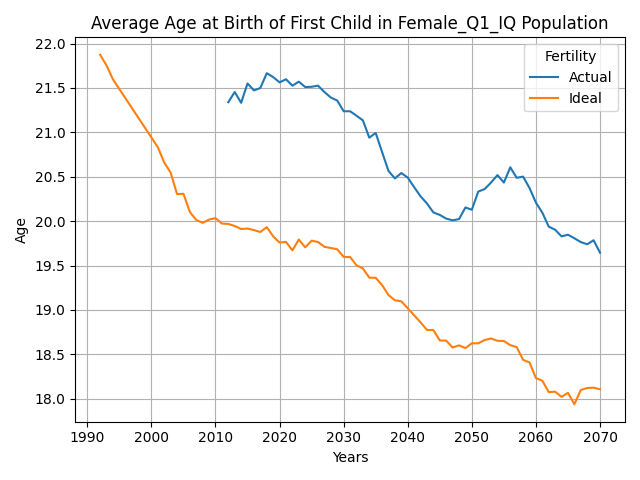 Average Age at Birth of First Child in Female_Q1_IQ Population
Fertility
Actual
Ideal
22.0
21.5
21.0
20.5
20.0
19.5
19.0
18.5
18.0
Age
1990 2000 2010 2020 2030 2040 2050 2060 2070
Years